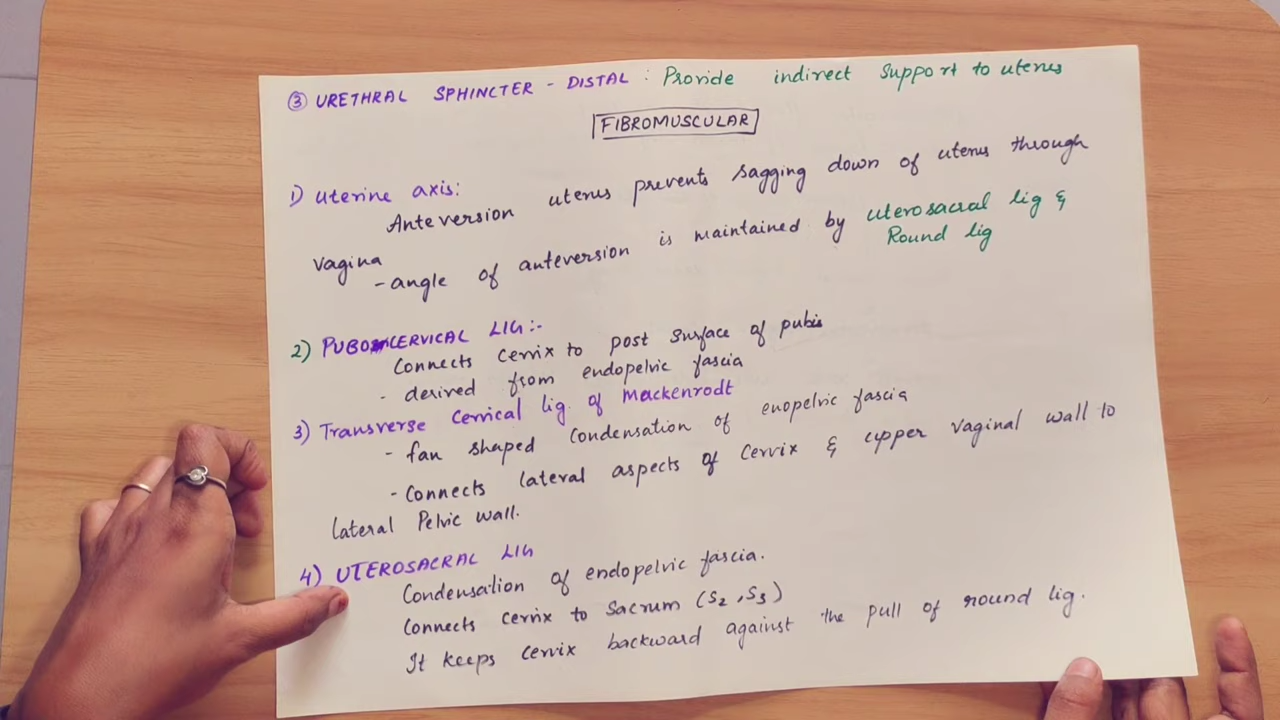 ③ URETHRAL SPHINCTER - DISTAL : Provide indirect Support to uterus
FIBROMUSCULAR
1) Uterine axis:
Anteversion uterus prevents sagging down of uterus through
vagina
- angle of anteversion is maintained by uterosacral lig &
Round lig
2) PUBOCERVICAL LIG:-
Connects cervix to post surface of pubis
- derived from endopelvic fascia
3) Transverse Cervical lig. of Mackenrodt
- fan shaped condensation of enopelvic fascia
- Connects lateral aspects of cervix & upper vaginal wall to
lateral Pelvic wall.
4) UTEROSACRAL LIG
Condensation of endopelvic fascia.
Connects cervix to Sacrum (S2, S3)
It keeps cervix backward against the pull of round lig.